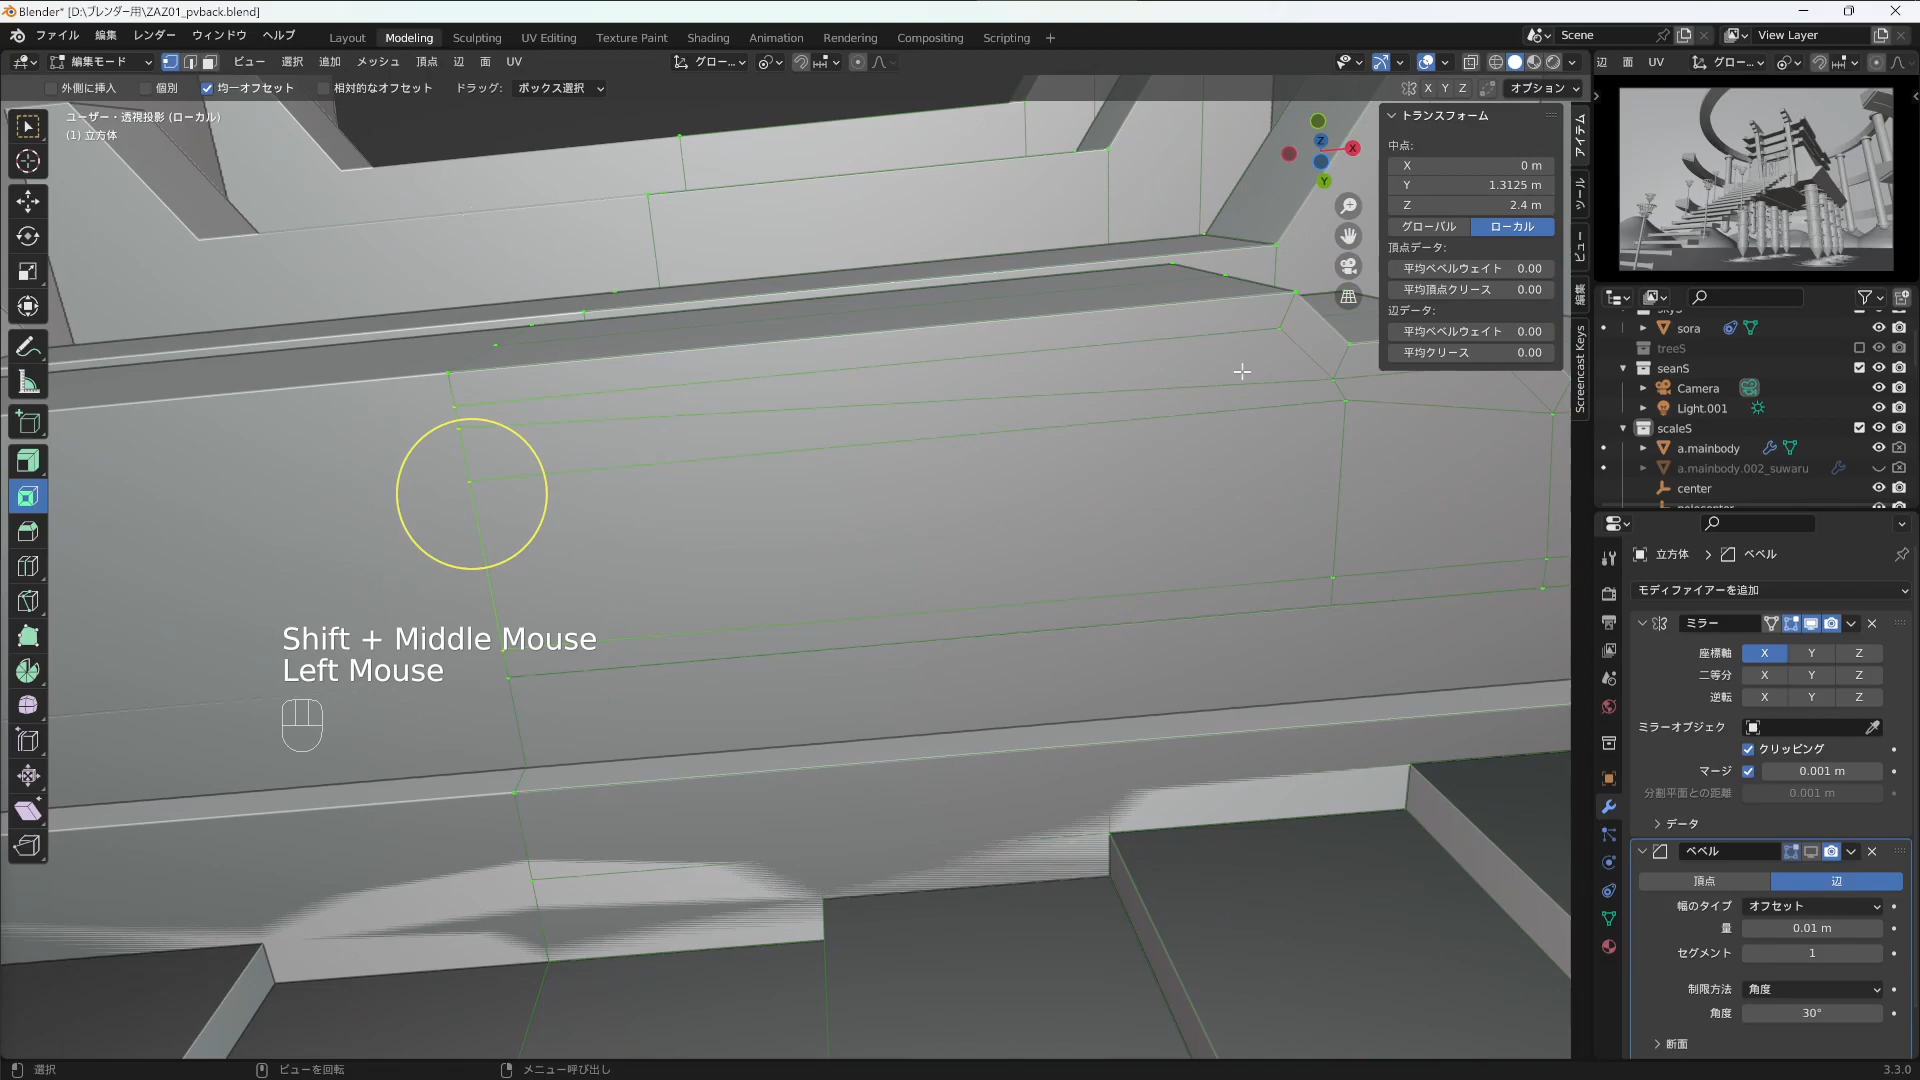 Blender* [D:\ブレンダー用\ZAZ01_pvback.blend]
ファイル 編集 レンダー ウィンドウ ヘルプ Layout Modeling Sculpting UV Editing Texture Paint Shading Animation Rendering Compositing Scripting Scene View Layer
編集モード ビュー 選択 追加 メッシュ 頂点 辺 面 UV グロー... 辺 面 UV グロー...
外側に挿入 個別 均一オフセット 相対的なオフセット ドラッグ: ボックス選択 X Y Z オプション
ユーザー・透視投影 (ローカル)
(1) 立方体
トランスフォーム
中点:
X 0 m
Y 1.3125 m
Z 2.4 m
グローバル ローカル
頂点データ:
平均ベベルウェイト 0.00
平均頂点クリース 0.00
辺データ:
平均ベベルウェイト 0.00
平均クリース 0.00
アイテム
ツール
ビュー
編集
Screencast Keys
X
Z
Y
Shift + Middle Mouse
Left Mouse
sora
treeS
seanS
Camera
Light.001
scaleS
a.mainbody
a.mainbody.002_suwaru
center
立方体 ベベル
モディファイアーを追加
ミラー
座標軸 X Y Z
二等分 X Y Z
逆転 X Y Z
ミラーオブジェク
クリッピング
マージ 0.001 m
分割平面との距離 0.001 m
データ
ベベル
頂点 辺
幅のタイプ オフセット
量 0.01 m
セグメント 1
制限方法 角度
角度 30°
断面
選択 ビューを回転 メニュー呼び出し 3.3.0